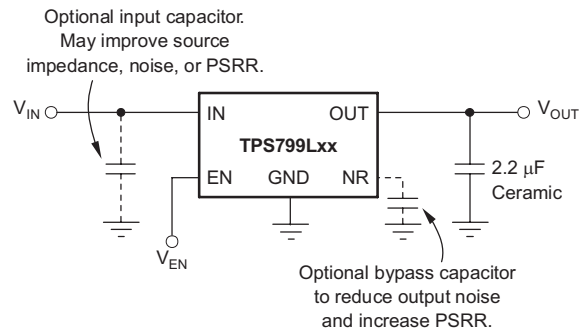 Optional input capacitor.
May improve source
impedance, noise, or PSRR.
V_IN
IN
OUT
V_OUT
TPS799Lxx
EN
GND
NR
2.2 μF
Ceramic
V_EN
Optional bypass capacitor
to reduce output noise
and increase PSRR.